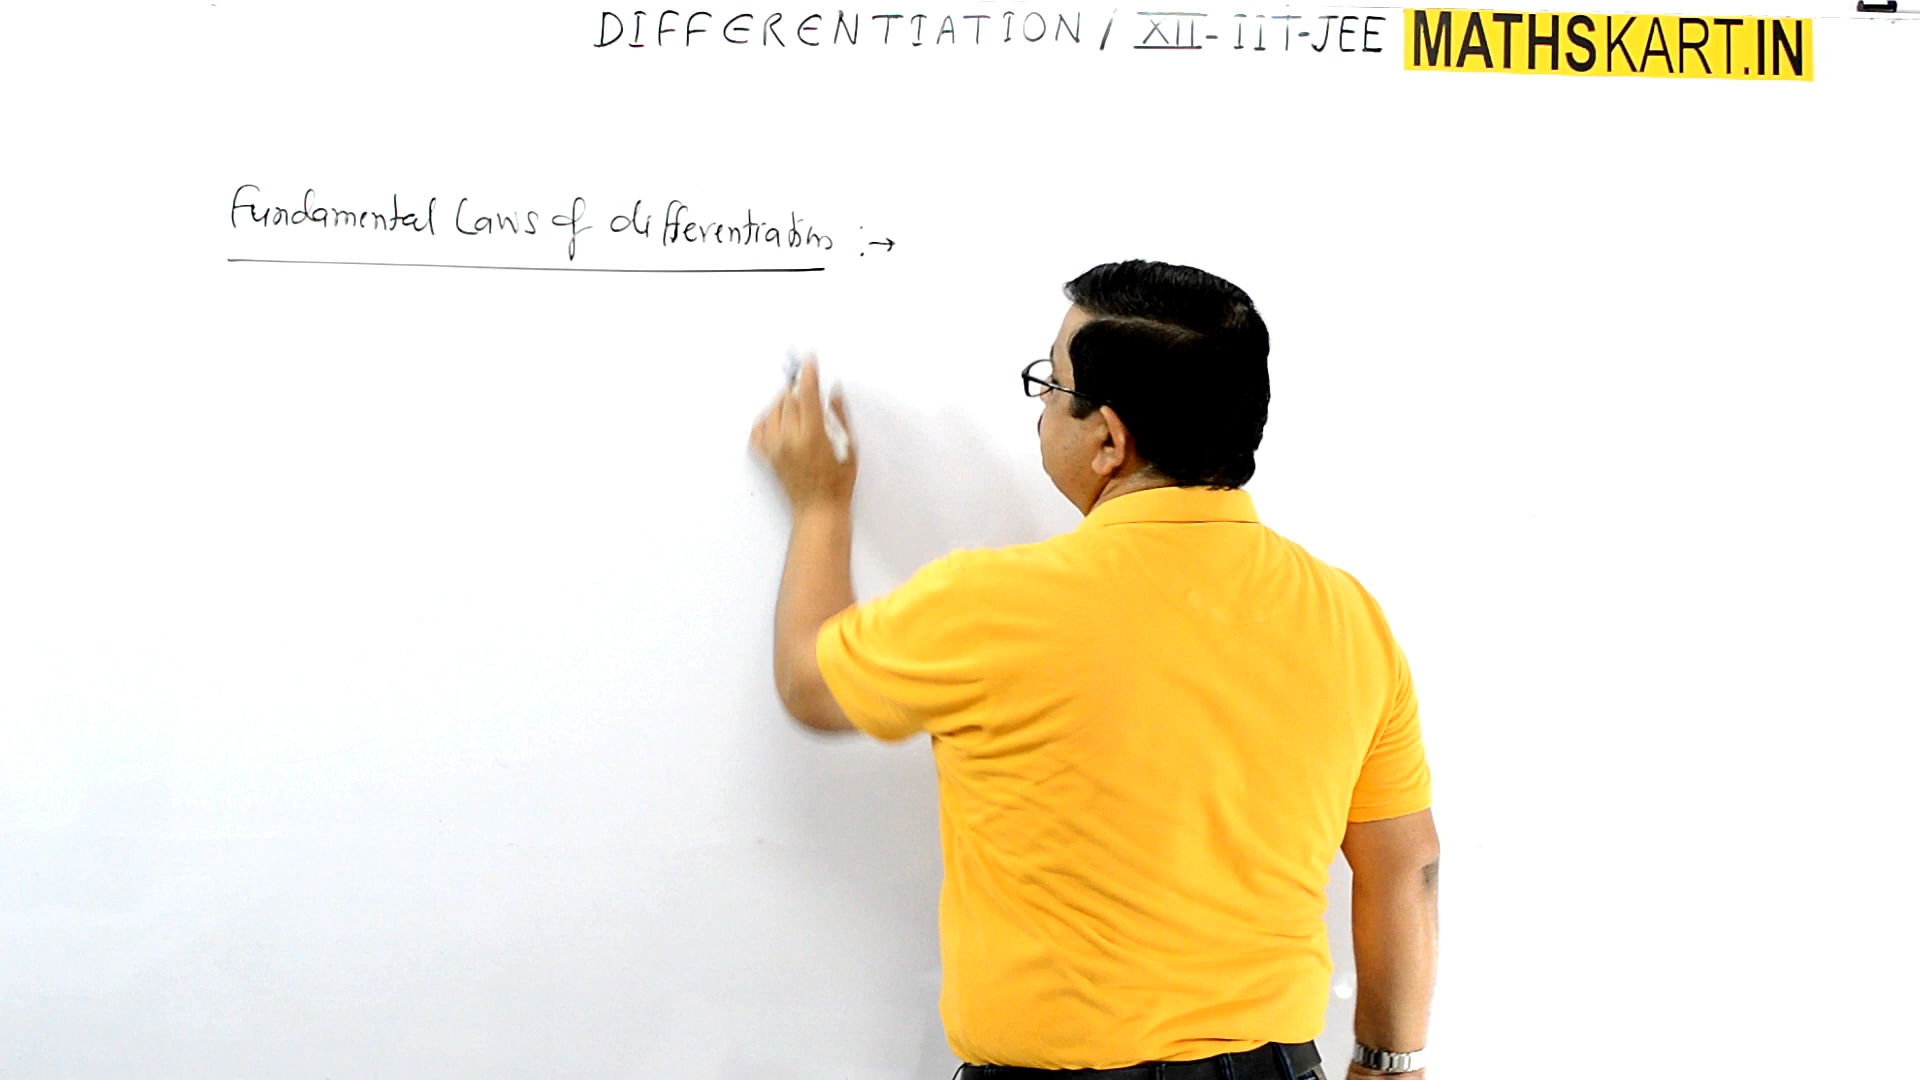 DIFFERENTIATION / XII-IIT-JEE MATHSKART.IN
Fundamental Laws of differentiation :→